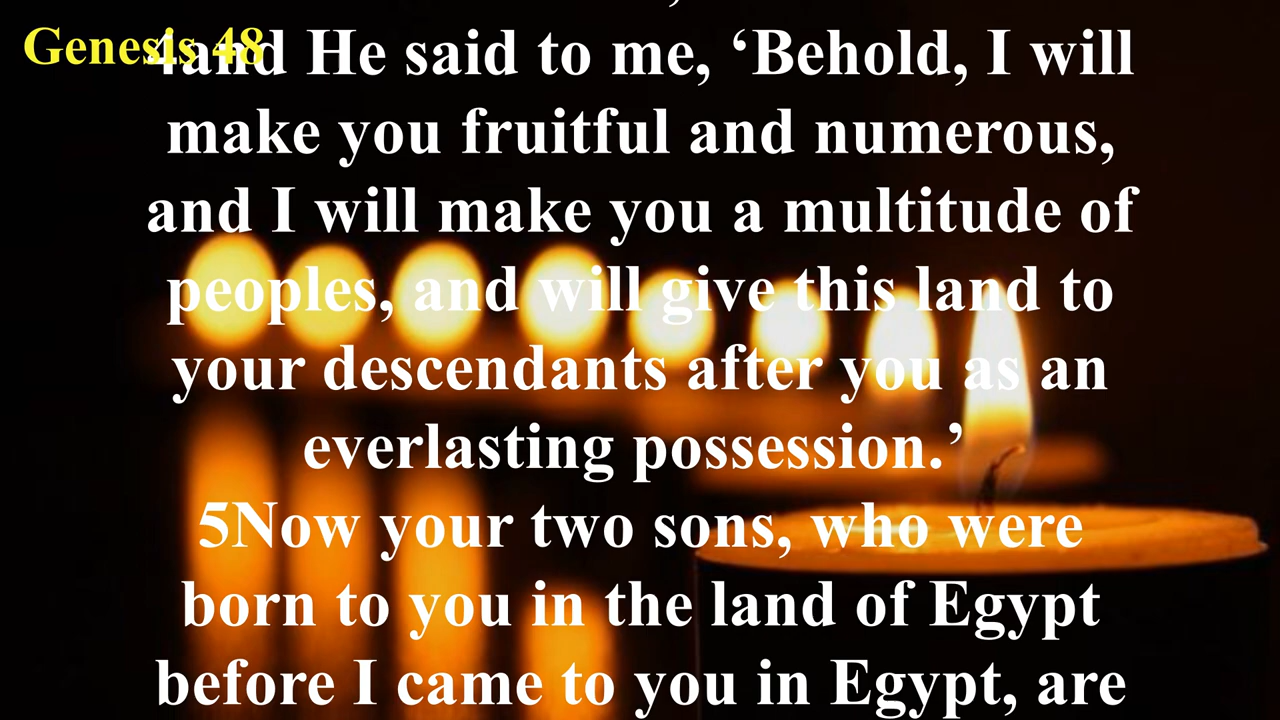 Genesis 48
4and He said to me, ‘Behold, I will
make you fruitful and numerous,
and I will make you a multitude of
peoples, and will give this land to
your descendants after you as an
everlasting possession.’
5Now your two sons, who were
born to you in the land of Egypt
before I came to you in Egypt, are